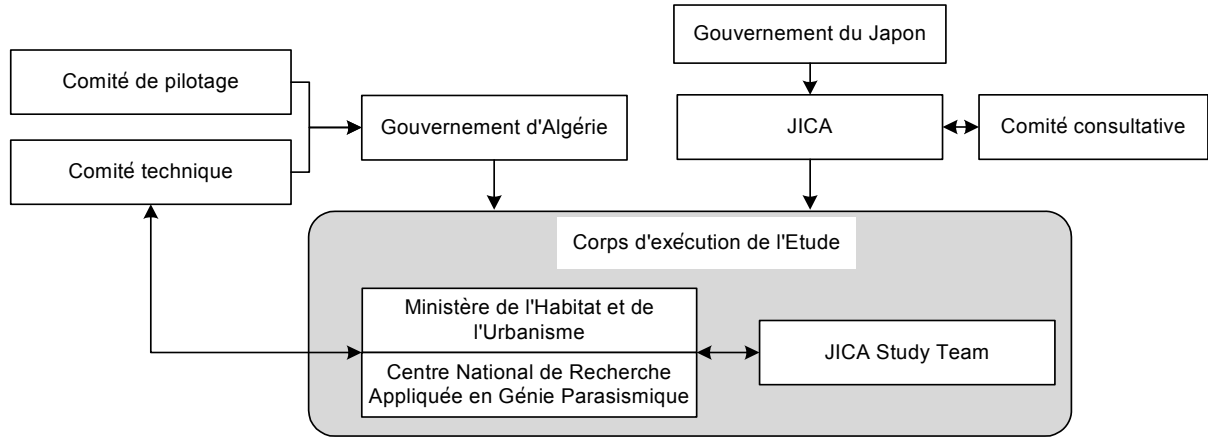 Gouvernement du Japon
Comité de pilotage
Gouvernement d'Algérie
JICA
Comité consultative
Comité technique
Corps d'exécution de l'Etude
Ministère de l'Habitat et de
l'Urbanisme
Centre National de Recherche
Appliquée en Génie Parasismique
JICA Study Team